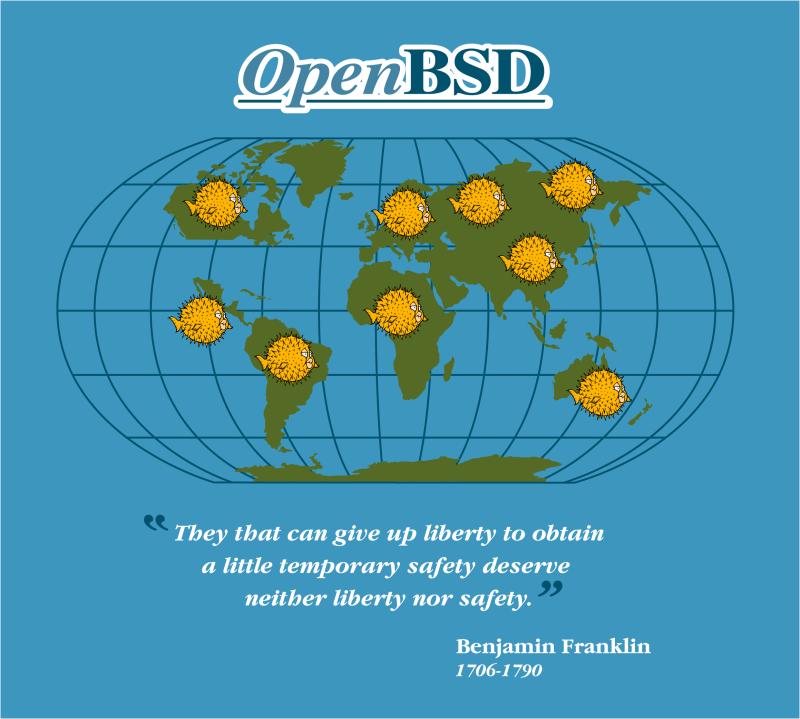 OpenBSD
“ They that can give up liberty to obtain
a little temporary safety deserve
neither liberty nor safety. ”
Benjamin Franklin
1706-1790